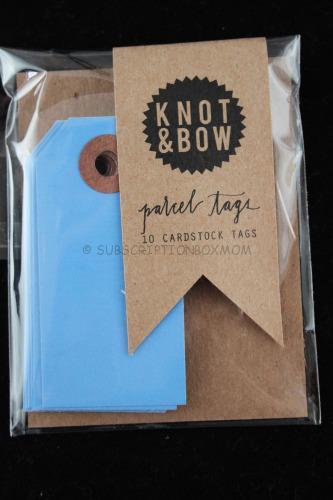 KNOT
&BOW
parcel tags
10 CARDSTOCK TAGS
© SUBSCRIPTIONBOXMOM